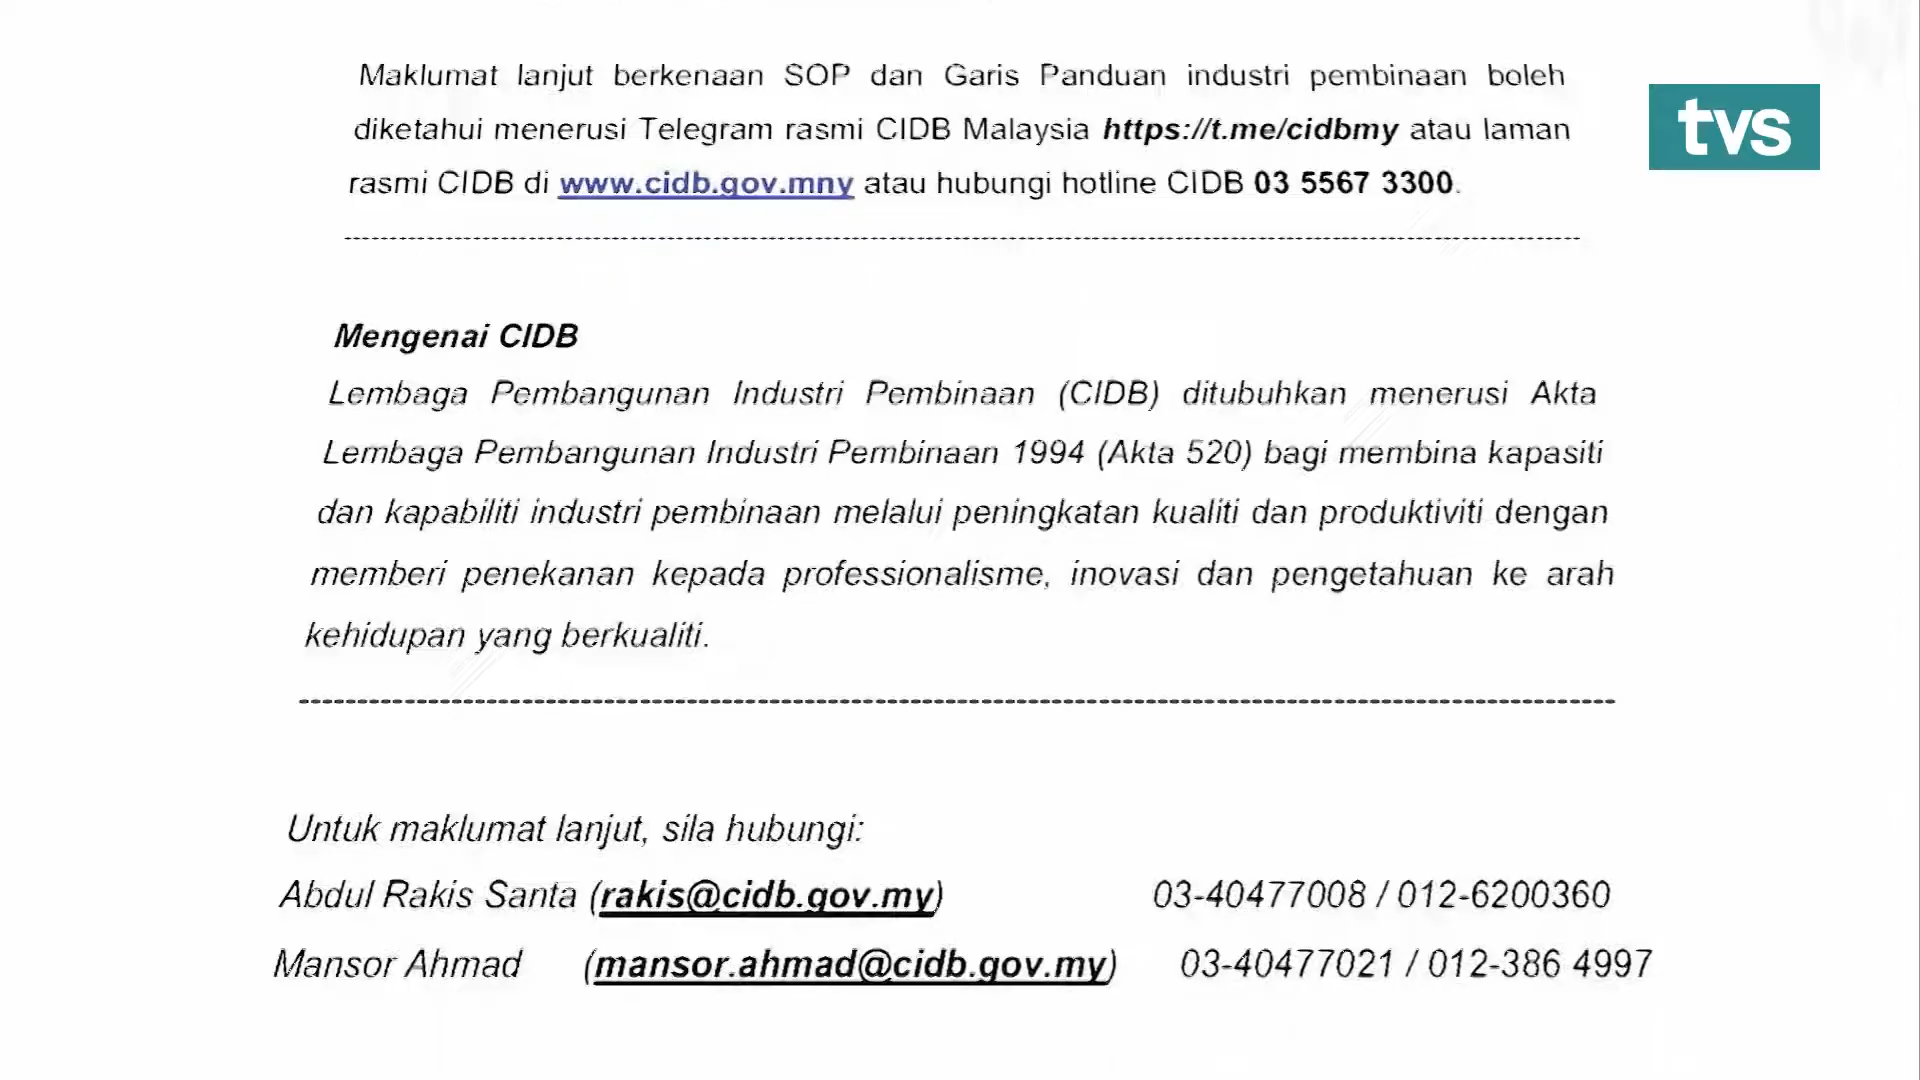 Maklumat lanjut berkenaan SOP dan Garis Panduan industri pembinaan boleh
diketahui menerusi Telegram rasmi CIDB Malaysia https://t.me/cidbmy atau laman
rasmi CIDB di www.cidb.gov.mny atau hubungi hotline CIDB 03 5567 3300.
tvs
Mengenai CIDB
Lembaga Pembangunan Industri Pembinaan (CIDB) ditubuhkan menerusi Akta
Lembaga Pembangunan Industri Pembinaan 1994 (Akta 520) bagi membina kapasiti
dan kapabiliti industri pembinaan melalui peningkatan kualiti dan produktiviti dengan
memberi penekanan kepada professionalisme, inovasi dan pengetahuan ke arah
kehidupan yang berkualiti.
Untuk maklumat lanjut, sila hubungi:
Abdul Rakis Santa (rakis@cidb.gov.my) 03-40477008 / 012-6200360
Mansor Ahmad (mansor.ahmad@cidb.gov.my) 03-40477021 / 012-386 4997